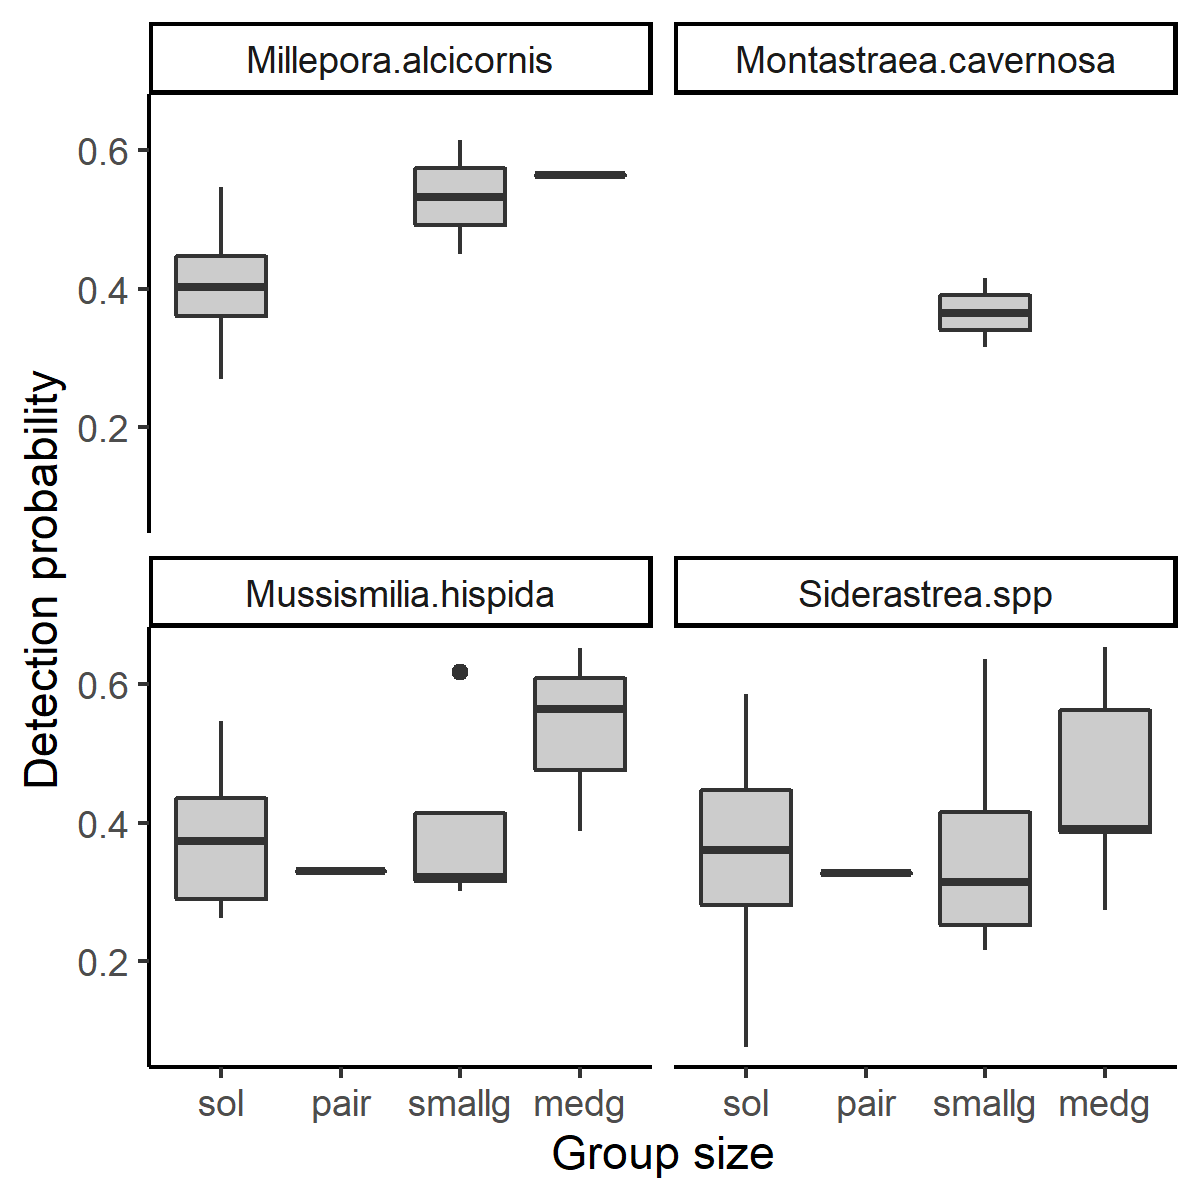 Millepora.alcicornis
Montastraea.cavernosa
0.6
0.4
0.2
Detection probability
Mussismilia.hispida
Siderastrea.spp
0.6
0.4
0.2
sol pair smallg medg
sol pair smallg medg
Group size